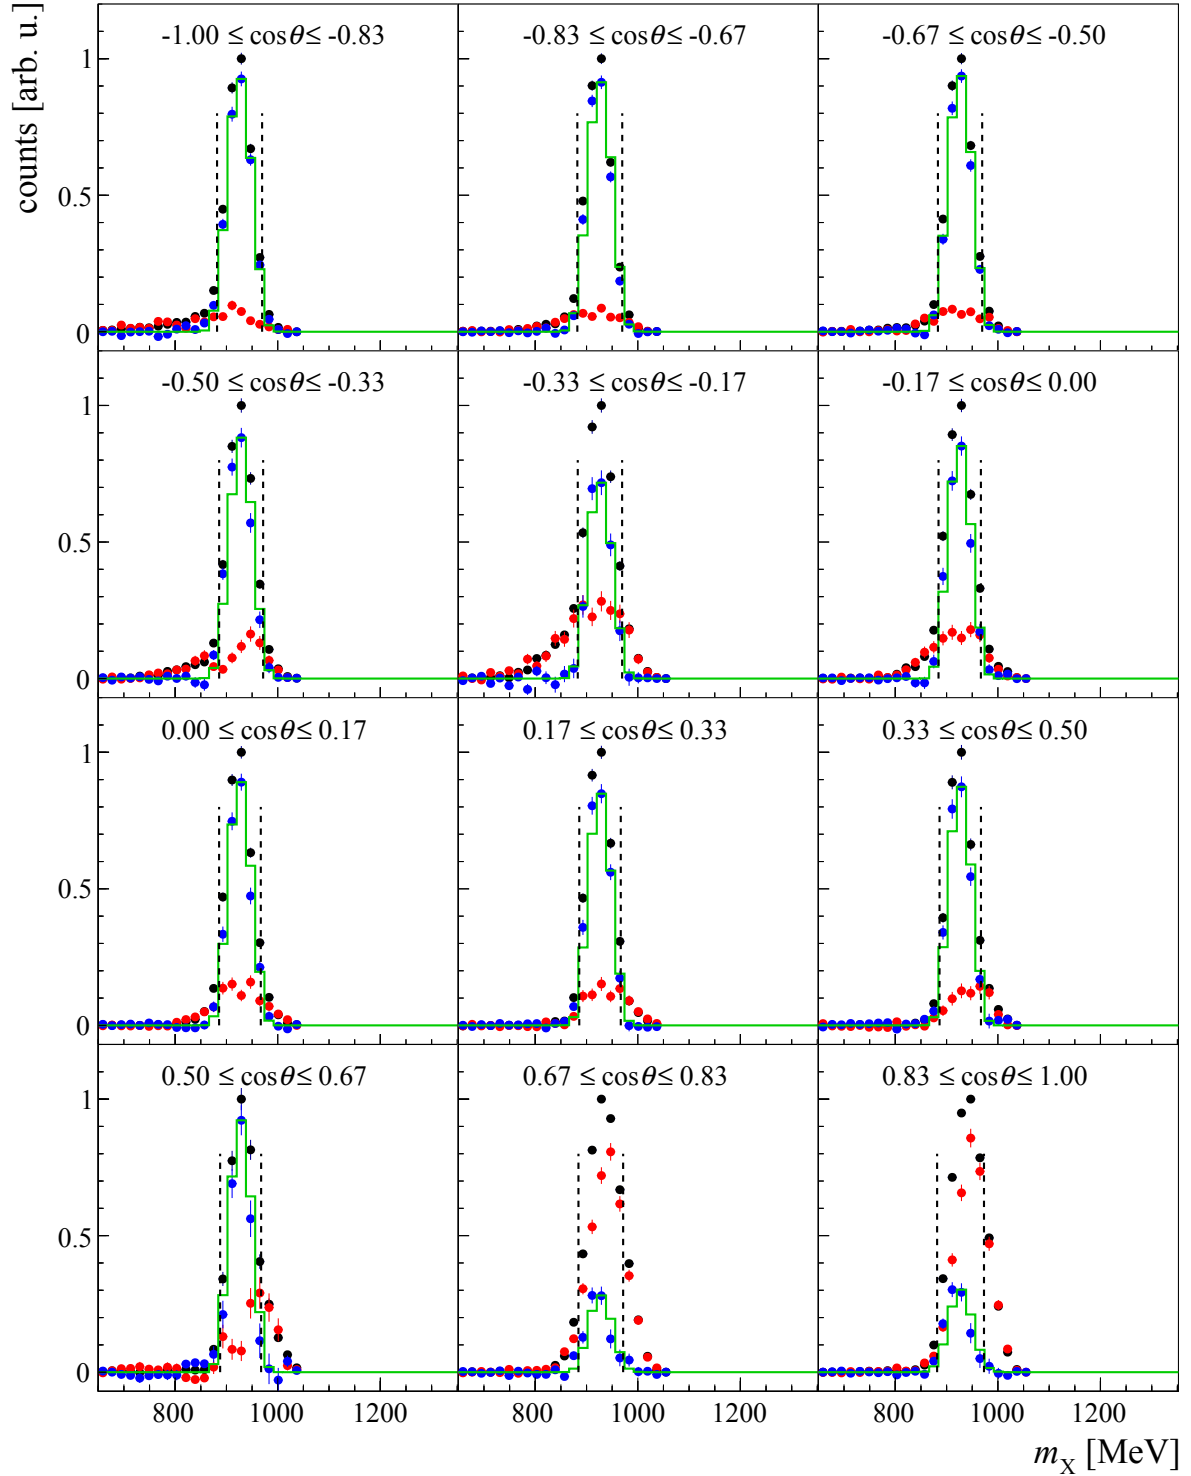 counts [arb. u.]
-1.00 ≤ cosθ ≤ -0.83
-0.83 ≤ cosθ ≤ -0.67
-0.67 ≤ cosθ ≤ -0.50
1
0.5
0
-0.50 ≤ cosθ ≤ -0.33
-0.33 ≤ cosθ ≤ -0.17
-0.17 ≤ cosθ ≤ 0.00
1
0.5
0
0.00 ≤ cosθ ≤ 0.17
0.17 ≤ cosθ ≤ 0.33
0.33 ≤ cosθ ≤ 0.50
1
0.5
0
0.50 ≤ cosθ ≤ 0.67
0.67 ≤ cosθ ≤ 0.83
0.83 ≤ cosθ ≤ 1.00
1
0.5
0
800 1000 1200 800 1000 1200 800 1000 1200
m_X [MeV]